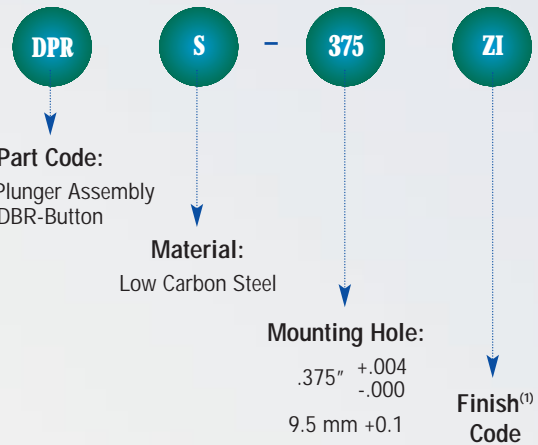 DPR S - 375 ZI
Part Code:
Plunger Assembly
DBR-Button
Material:
Low Carbon Steel
Mounting Hole:
.375" +.004
-.000
9.5 mm +0.1
Finish(1)
Code